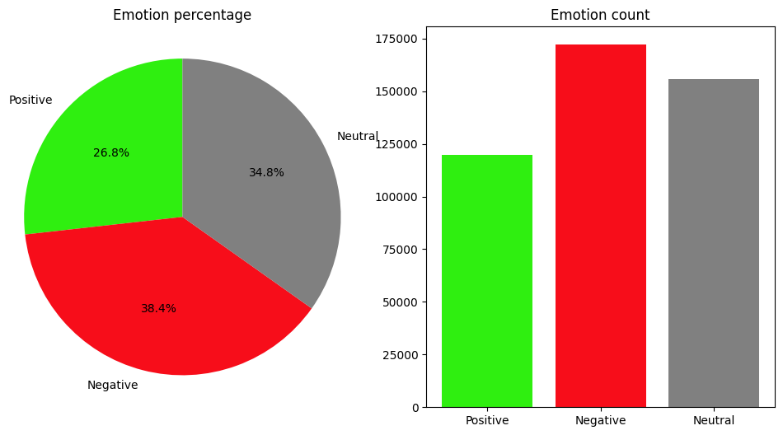 Emotion percentage
Positive
26.8%
Neutral
34.8%
38.4%
Negative
Emotion count
175000
150000
125000
100000
75000
50000
25000
0
Positive
Negative
Neutral